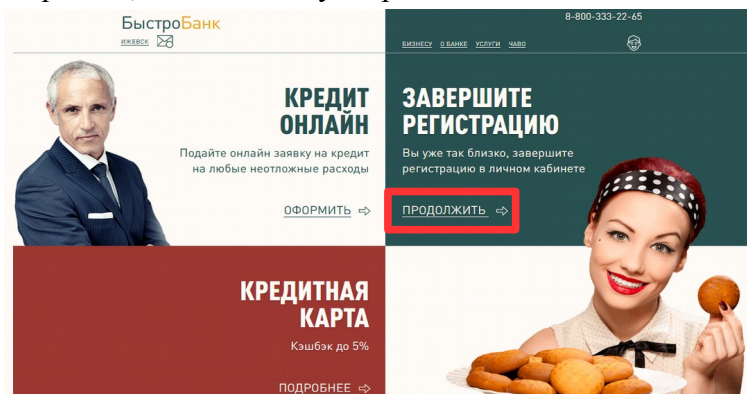 БыстроБанк
ИЖЕВСК
8-800-333-22-65
БИЗНЕСУ О БАНКЕ УСЛУГИ ЧАВО
КРЕДИТ
ОНЛАЙН
Подайте онлайн заявку на кредит
на любые неотложные расходы
ОФОРМИТЬ ⇨
ЗАВЕРШИТЕ
РЕГИСТРАЦИЮ
Вы уже так близко, завершите
регистрацию в личном кабинете
ПРОДОЛЖИТЬ ⇨
КРЕДИТНАЯ
КАРТА
Кэшбэк до 5%
ПОДРОБНЕЕ ⇨